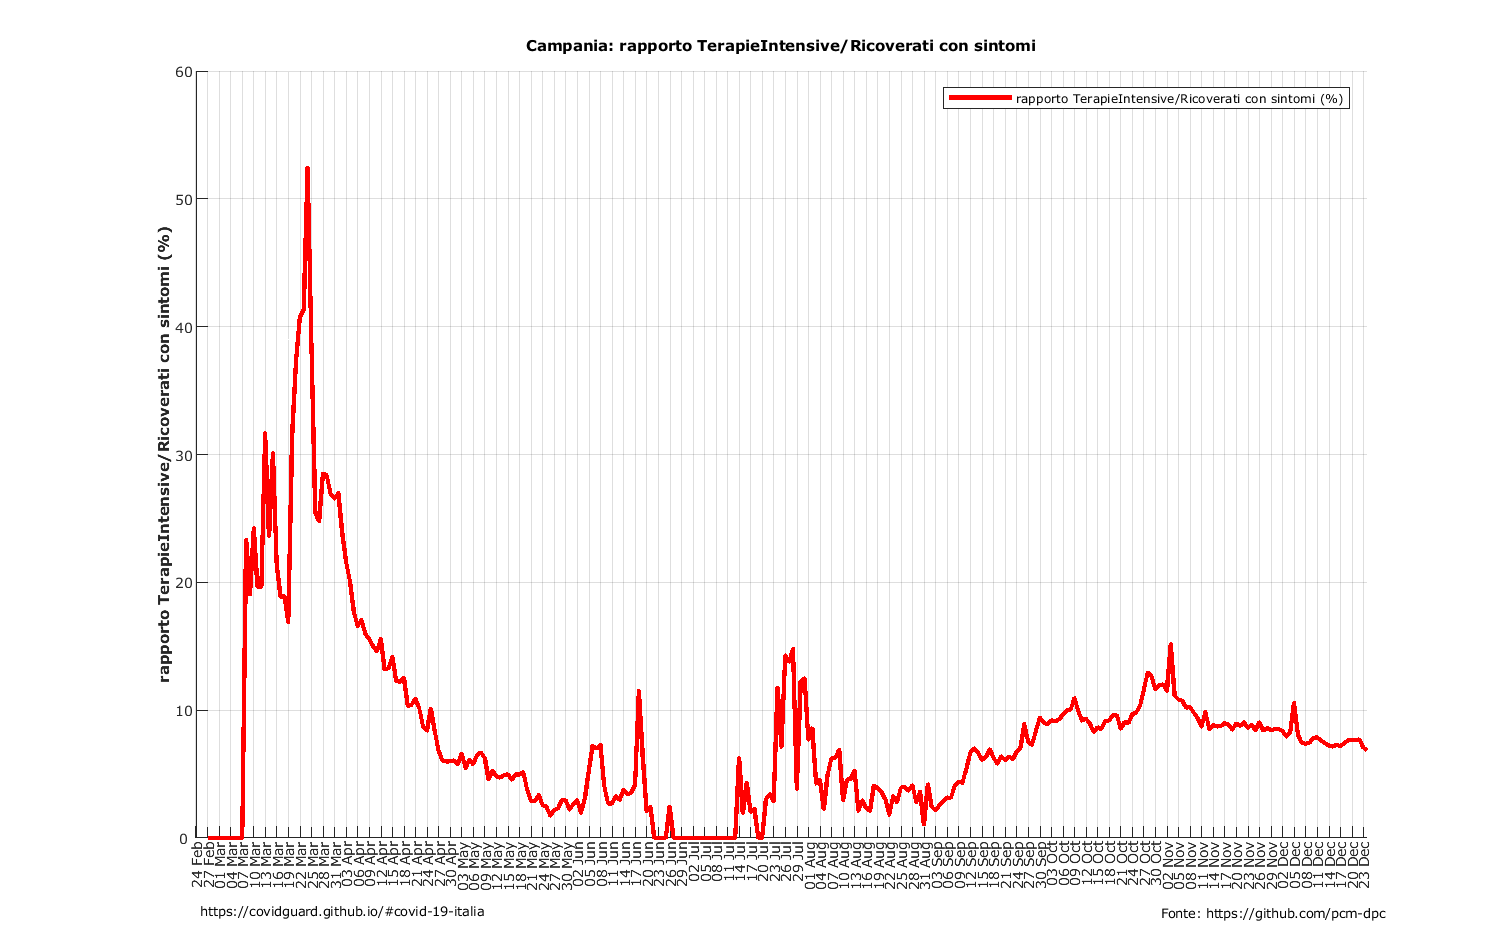 Campania: rapporto TerapieIntensive/Ricoverati con sintomi
rapporto TerapieIntensive/Ricoverati con sintomi (%)
rapporto TerapieIntensive/Ricoverati con sintomi (%)
60
50
40
30
20
10
0
24 Feb
27 Feb
01 Mar
04 Mar
07 Mar
10 Mar
13 Mar
16 Mar
19 Mar
22 Mar
25 Mar
28 Mar
31 Mar
03 Apr
06 Apr
09 Apr
12 Apr
15 Apr
18 Apr
21 Apr
24 Apr
27 Apr
30 Apr
03 May
06 May
09 May
12 May
15 May
18 May
21 May
24 May
27 May
30 May
02 Jun
05 Jun
08 Jun
11 Jun
14 Jun
17 Jun
20 Jun
23 Jun
26 Jun
29 Jun
02 Jul
05 Jul
08 Jul
11 Jul
14 Jul
17 Jul
20 Jul
23 Jul
26 Jul
29 Jul
01 Aug
04 Aug
07 Aug
10 Aug
13 Aug
16 Aug
19 Aug
22 Aug
25 Aug
28 Aug
31 Aug
03 Sep
06 Sep
09 Sep
12 Sep
15 Sep
18 Sep
21 Sep
24 Sep
27 Sep
30 Sep
03 Oct
06 Oct
09 Oct
12 Oct
15 Oct
18 Oct
21 Oct
24 Oct
27 Oct
30 Oct
02 Nov
05 Nov
08 Nov
11 Nov
14 Nov
17 Nov
20 Nov
23 Nov
26 Nov
29 Nov
02 Dec
05 Dec
08 Dec
11 Dec
14 Dec
17 Dec
20 Dec
23 Dec
https://covidguard.github.io/#covid-19-italia
Fonte: https://github.com/pcm-dpc